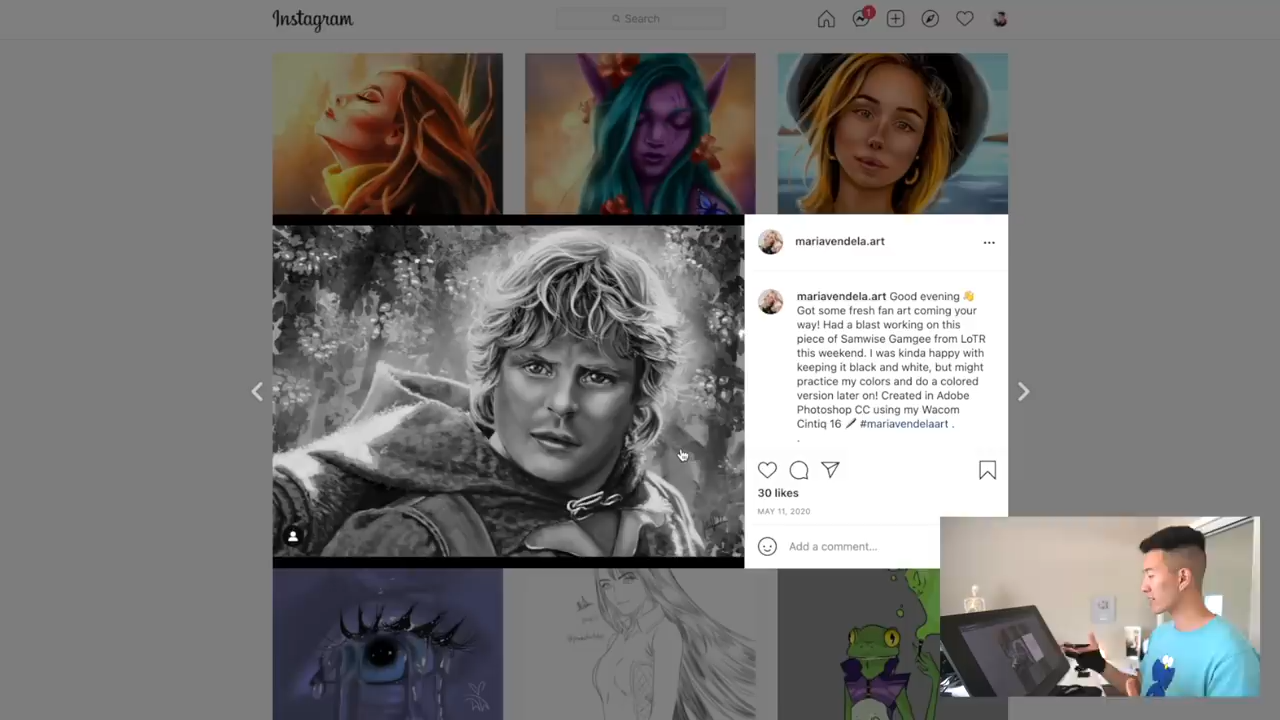 Instagram
Search
1
mariavendela.art
mariavendela.art Good evening 👋
Got some fresh fan art coming your
way! Had a blast working on this
piece of Samwise Gamgee from LoTR
this weekend. I was kinda happy with
keeping it black and white, but might
practice my colors and do a colored
version later on! Created in Adobe
Photoshop CC using my Wacom
Cintiq 16 🖊 #mariavendelaart .
.
30 likes
MAY 11, 2020
Add a comment...